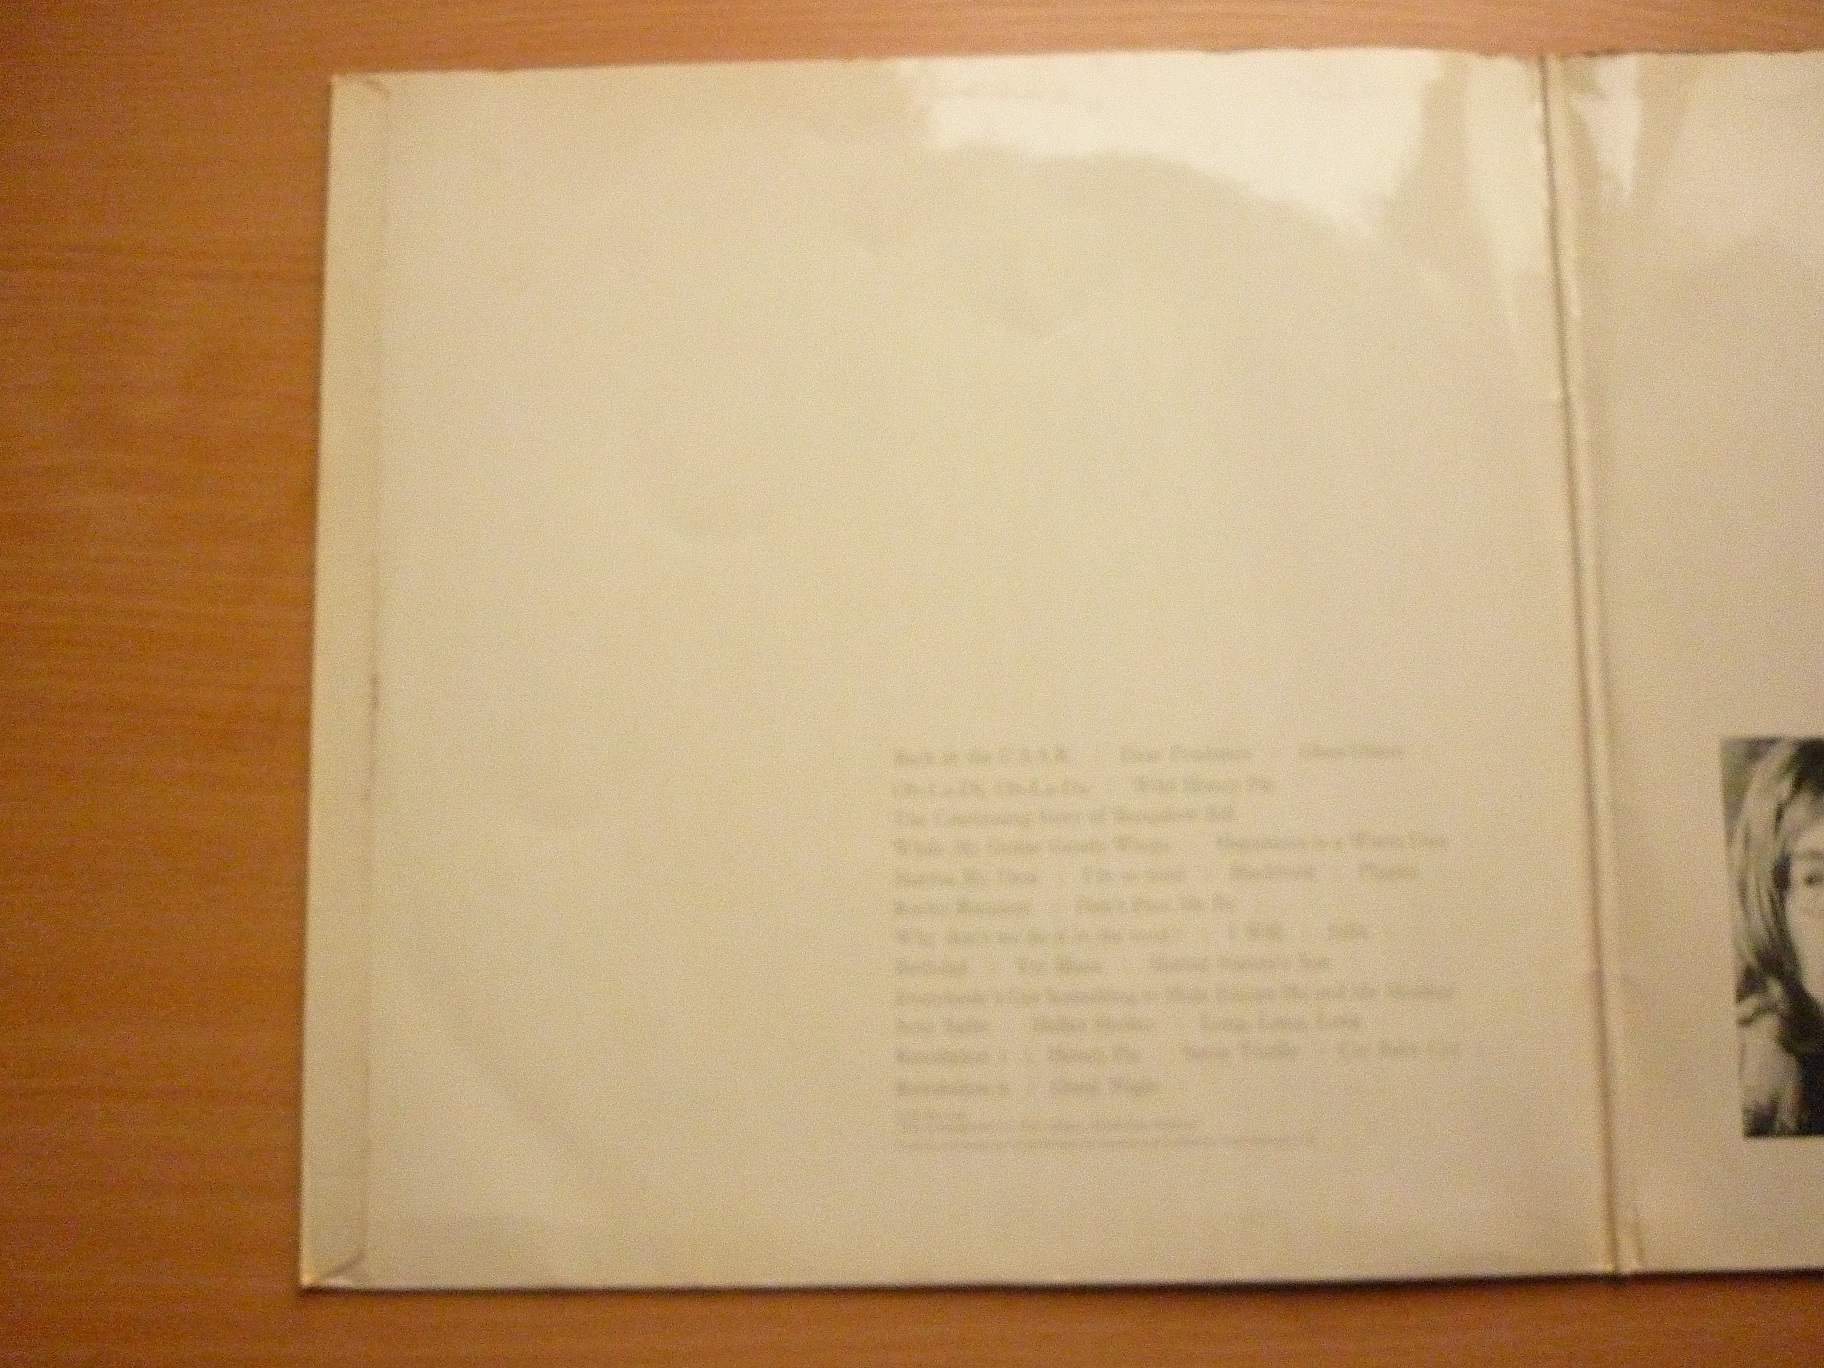 Back in the U.S.S.R. : Dear Prudence : Glass Onion
Ob-La-Di, Ob-La-Da : Wild Honey Pie
The Continuing Story of Bungalow Bill
While My Guitar Gently Weeps : Happiness is a Warm Gun
Martha My Dear : I'm so tired : Blackbird : Piggies
Rocky Raccoon : Don't Pass Me By
Why don't we do it in the road? : I Will : Julia
Birthday : Yer Blues : Mother Nature's Son
Everybody's Got Something to Hide Except Me and My Monkey
Sexy Sadie : Helter Skelter : Long, Long, Long
Revolution 1 : Honey Pie : Savoy Truffle : Cry Baby Cry
Revolution 9 : Good Night